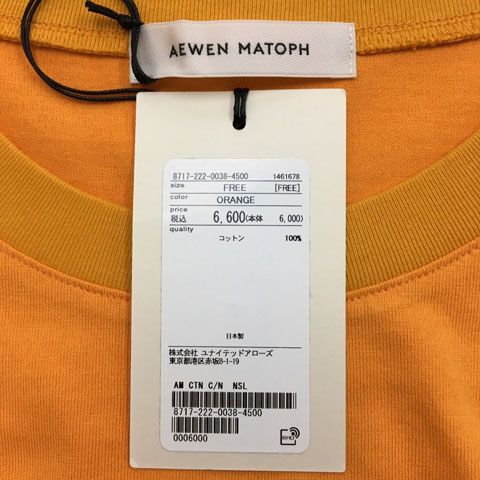 AEWEN MATOPH
8717-222-0038-4500 1461678
size FREE [FREE]
color ORANGE
price
税込 6,600(本体 6,000)
quality
コットン 100%
日本製
株式会社 ユナイテッドアローズ
東京都港区赤坂8-1-19
AM CTN C/N NSL
8717-222-0038-4500
0006000
RFID